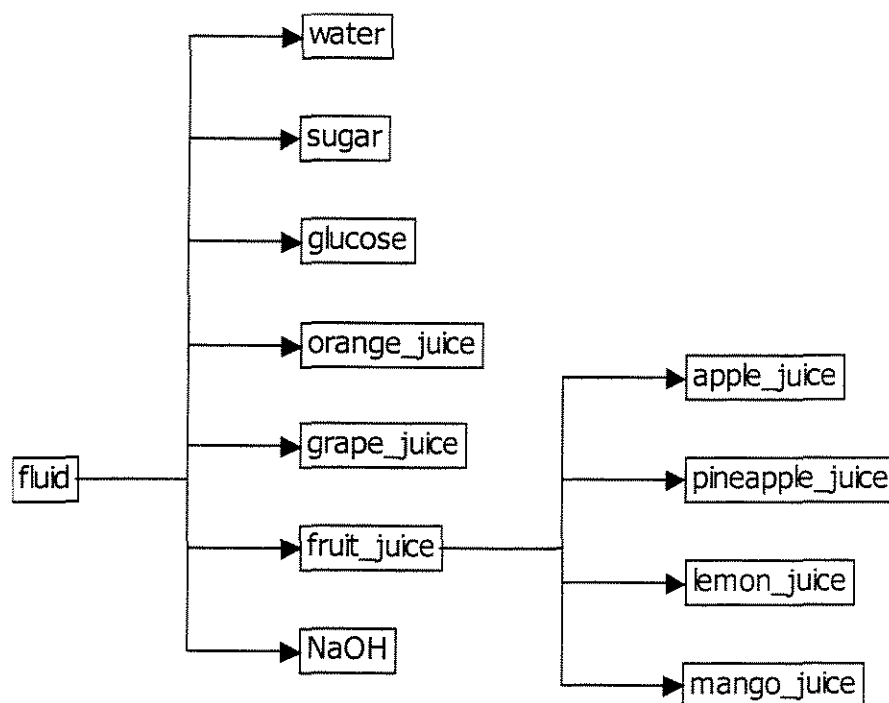 water
sugar
glucose
orange_juice
apple_juice
grape_juice
fluid
pineapple_juice
fruit_juice
lemon_juice
NaOH
mango_juice